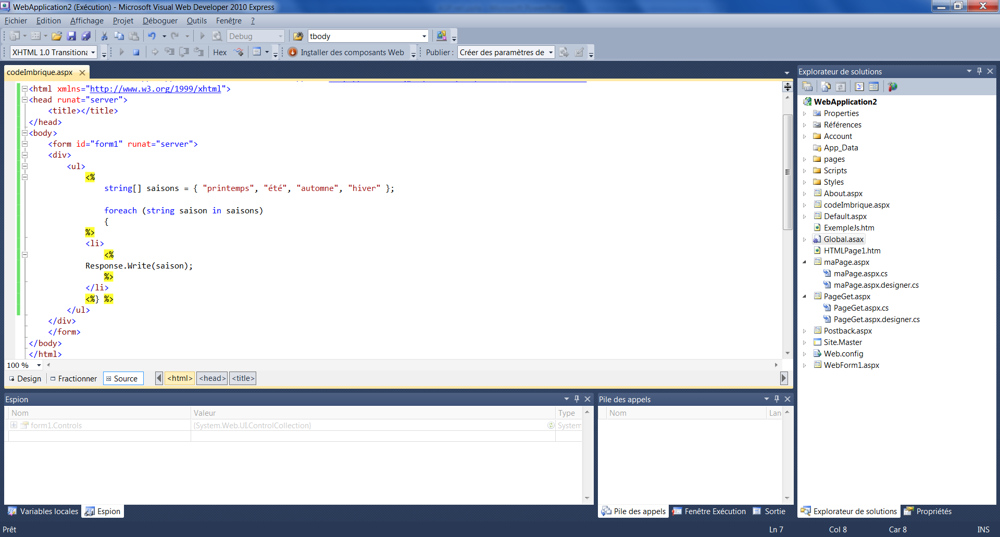 WebApplication2 (Exécution) - Microsoft Visual Web Developer 2010 Express
Fichier Edition Affichage Projet Déboguer Outils Fenêtre ?
Debug tbody
XHTML 1.0 Transitiona Hex Installer des composants Web Publier : Créer des paramètres de
codeImbrique.aspx
<html xmlns="http://www.w3.org/1999/xhtml">
<head runat="server">
<title></title>
</head>
<body>
<form id="form1" runat="server">
<div>
<ul>
<%
string[] saisons = { "printemps", "été", "automne", "hiver" };
foreach (string saison in saisons)
{
%>
<li>
<%
Response.Write(saison);
%>
</li>
<%} %>
</ul>
</div>
</form>
</body>
</html>
100 %
Design Fractionner Source <html> <head> <title>
Explorateur de solutions
WebApplication2
Properties
Références
Account
App_Data
pages
Scripts
Styles
About.aspx
codeImbrique.aspx
Default.aspx
ExempleJs.htm
Global.asax
HTMLPage1.htm
maPage.aspx
maPage.aspx.cs
maPage.aspx.designer.cs
PageGet.aspx
PageGet.aspx.cs
PageGet.aspx.designer.cs
Postback.aspx
Site.Master
Web.config
WebForm1.aspx
Espion
Nom Valeur Type
form1.Controls {System.Web.UI.ControlCollection} System
Pile des appels
Nom Lan
Variables locales Espion
Pile des appels Fenêtre Exécution Sortie
Explorateur de solutions Propriétés
Prêt Ln 7 Col 8 Car 8 INS